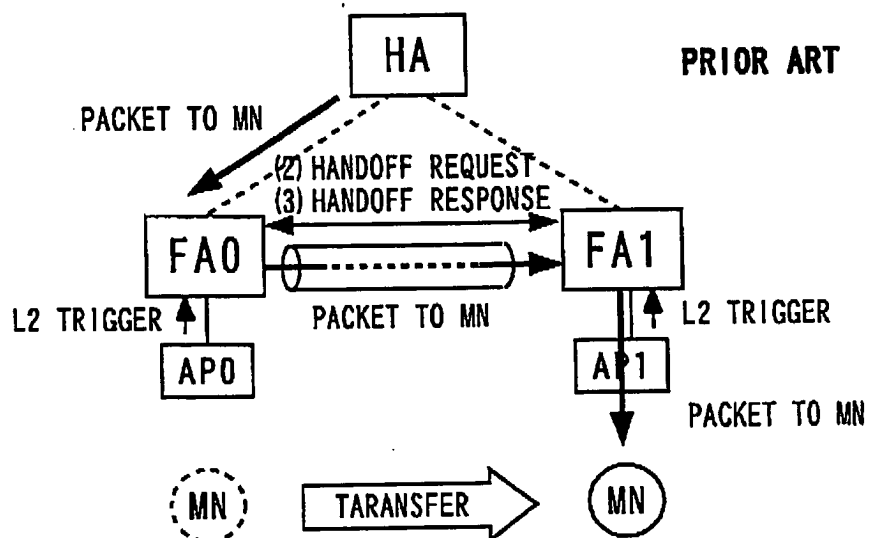 HA
PRIOR ART
PACKET TO MN
(2) HANDOFF REQUEST
(3) HANDOFF RESPONSE
FA0
FA1
L2 TRIGGER
PACKET TO MN
L2 TRIGGER
AP0
AP1
PACKET TO MN
MN
TARANSFER
MN